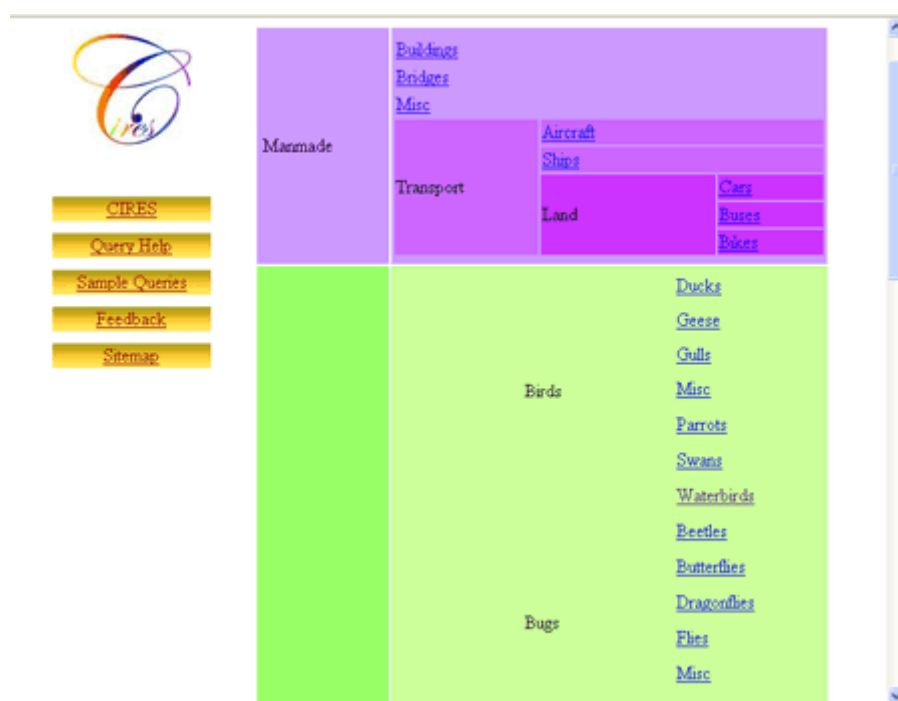 Cires
CIRES
Query Help
Sample Queries
Feedback
Sitemap
Manmade
Buildings
Bridges
Misc
Transport
Aircraft
Ships
Land
Cars
Buses
Bikes
Birds
Ducks
Geese
Gulls
Misc
Parrots
Swans
Waterbirds
Bugs
Beetles
Butterflies
Dragonflies
Flies
Misc